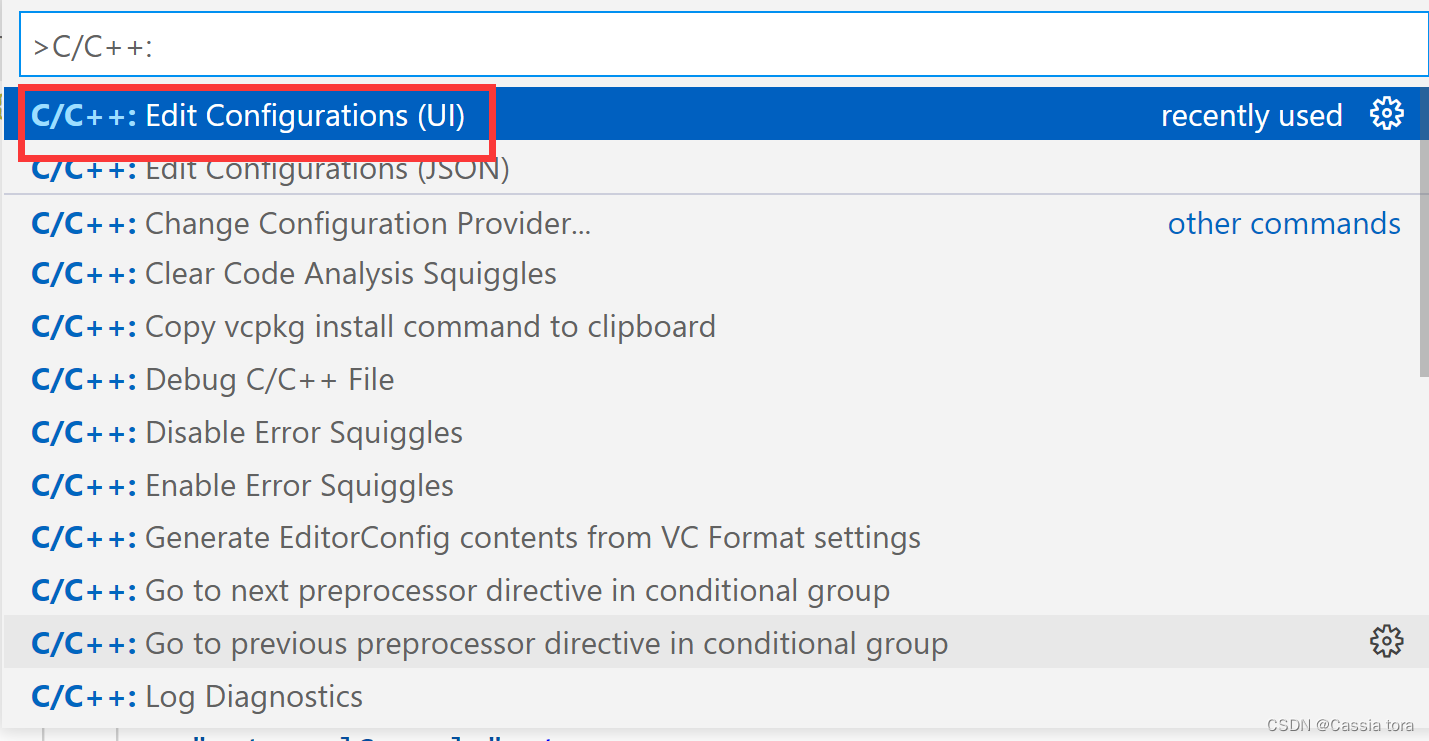 >C/C++:
C/C++: Edit Configurations (UI) recently used
C/C++: Edit Configurations (JSON)
C/C++: Change Configuration Provider... other commands
C/C++: Clear Code Analysis Squiggles
C/C++: Copy vcpkg install command to clipboard
C/C++: Debug C/C++ File
C/C++: Disable Error Squiggles
C/C++: Enable Error Squiggles
C/C++: Generate EditorConfig contents from VC Format settings
C/C++: Go to next preprocessor directive in conditional group
C/C++: Go to previous preprocessor directive in conditional group
C/C++: Log Diagnostics
CSDN @Cassia tora